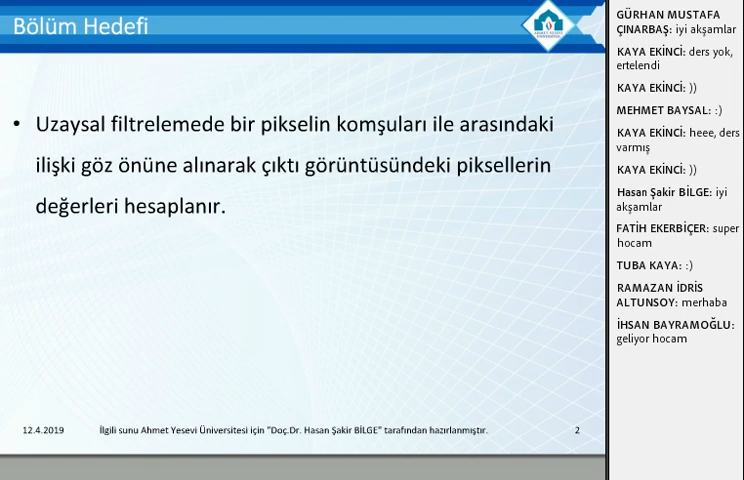 Bölüm Hedefi
• Uzaysal filtrelemede bir pikselin komşuları ile arasındaki
ilişki göz önüne alınarak çıktı görüntüsündeki piksellerin
değerleri hesaplanır.
12.4.2019
İlgili sunu Ahmet Yesevi Üniversitesi için "Doç.Dr. Hasan Şakir BİLGE" tarafından hazırlanmıştır.
2
GÜRHAN MUSTAFA
ÇINARBAŞ: iyi akşamlar
KAYA EKİNCİ: ders yok,
ertelendi
KAYA EKİNCİ: ))
MEHMET BAYSAL: :)
KAYA EKİNCİ: heee, ders
varmış
KAYA EKİNCİ: ))
Hasan Şakir BİLGE: iyi
akşamlar
FATİH EKERBİÇER: super
hocam
TUBA KAYA: :)
RAMAZAN İDRİS
ALTUNSOY: merhaba
İHSAN BAYRAMOĞLU:
geliyor hocam